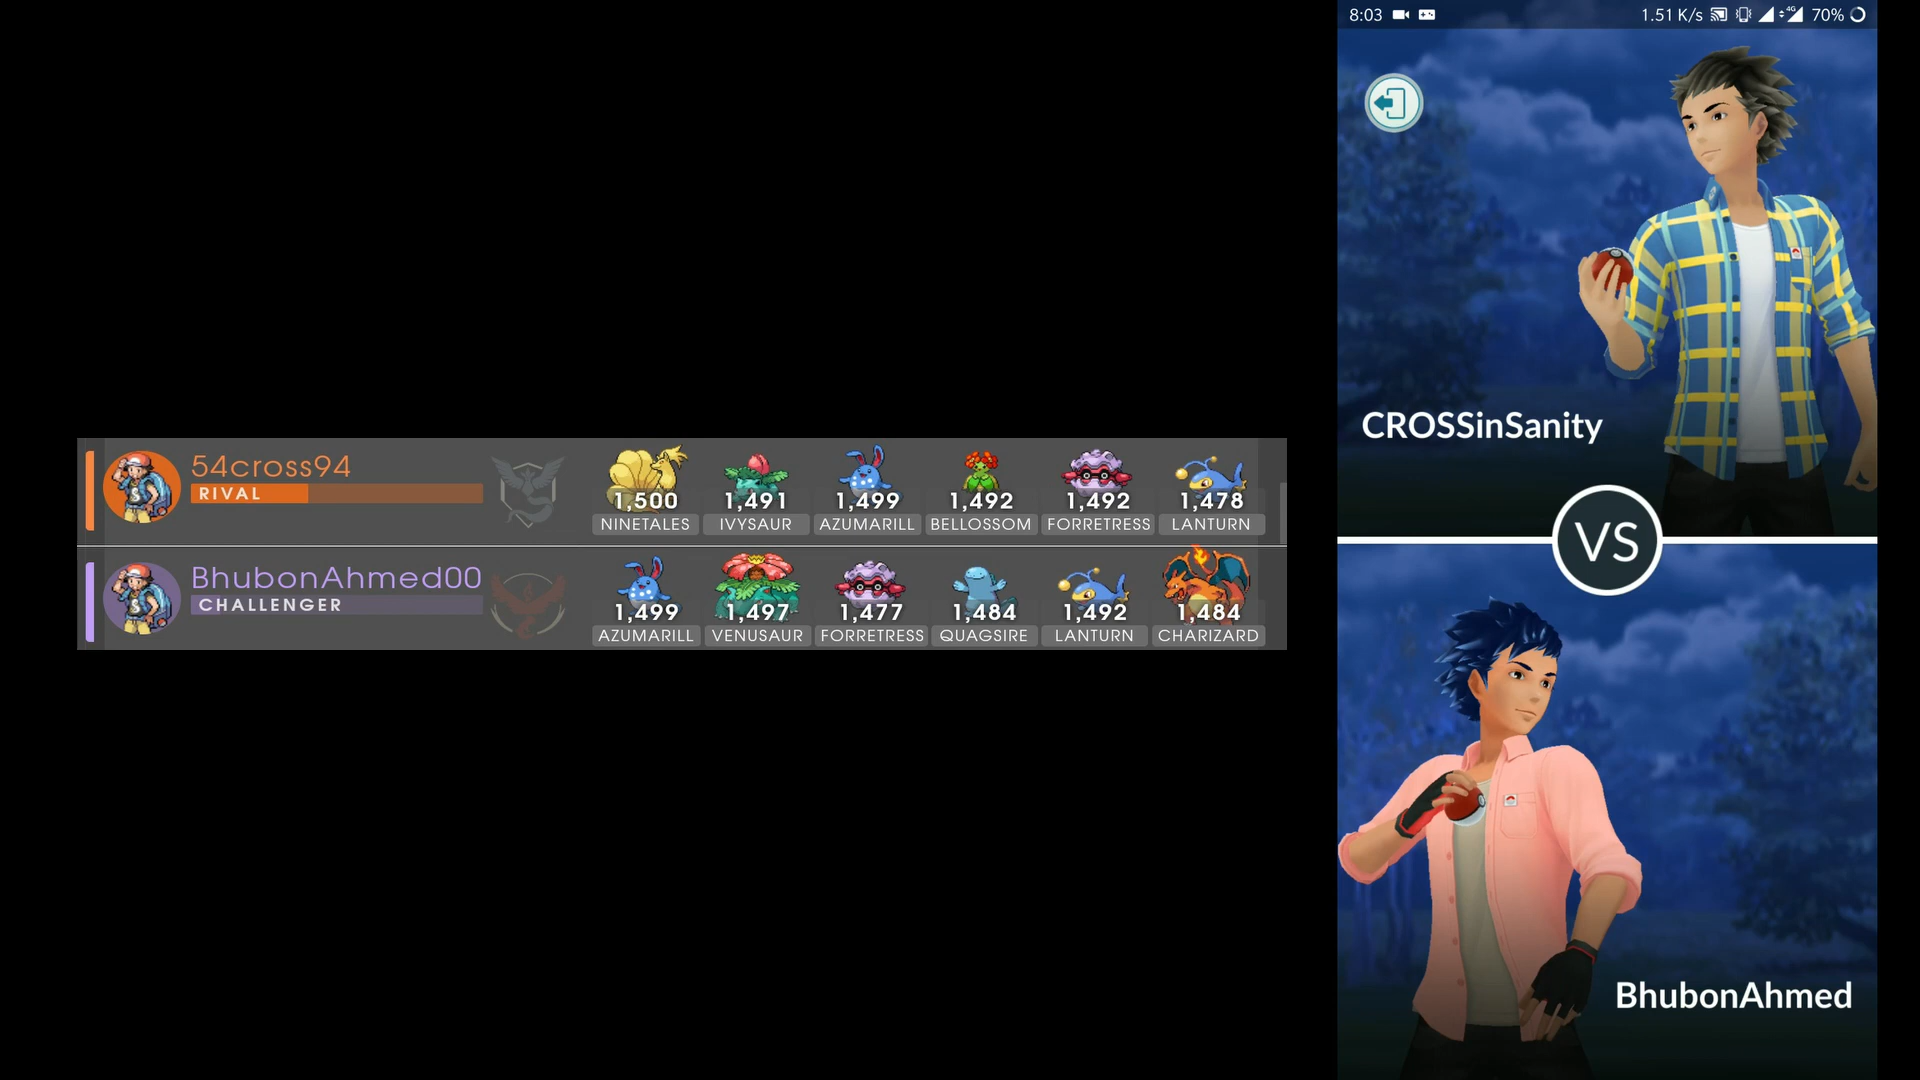 54cross94
RIVAL
1,500 1,491 1,499 1,492 1,492 1,478
NINETALES IVYSAUR AZUMARILL BELLOSSOM FORRETRESS LANTURN
BhubonAhmed00
CHALLENGER
1,499 1,497 1,477 1,484 1,492 1,484
AZUMARILL VENUSAUR FORRETRESS QUAGSIRE LANTURN CHARIZARD
8:03 1.51 K/s 4G 70%
CROSSinSanity
VS
BhubonAhmed